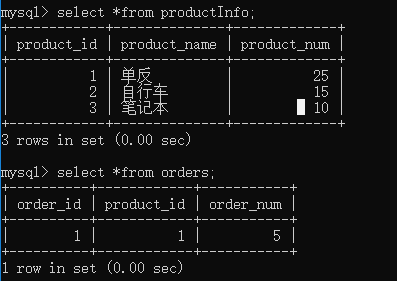 mysql> select *from productInfo;
+------------+--------------+-------------+
| product_id | product_name | product_num |
+------------+--------------+-------------+
| 1 | 单反 | 25 |
| 2 | 自行车 | 15 |
| 3 | 笔记本 | 10 |
+------------+--------------+-------------+
3 rows in set (0.00 sec)
mysql> select *from orders;
+----------+------------+-----------+
| order_id | product_id | order_num |
+----------+------------+-----------+
| 1 | 1 | 5 |
+----------+------------+-----------+
1 row in set (0.00 sec)